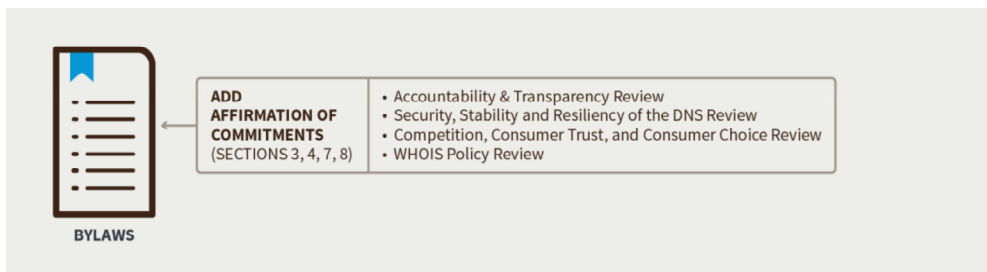 ADD
AFFIRMATION OF
COMMITMENTS
(SECTIONS 3, 4, 7, 8)
• Accountability & Transparency Review
• Security, Stability and Resiliency of the DNS Review
• Competition, Consumer Trust, and Consumer Choice Review
• WHOIS Policy Review
BYLAWS